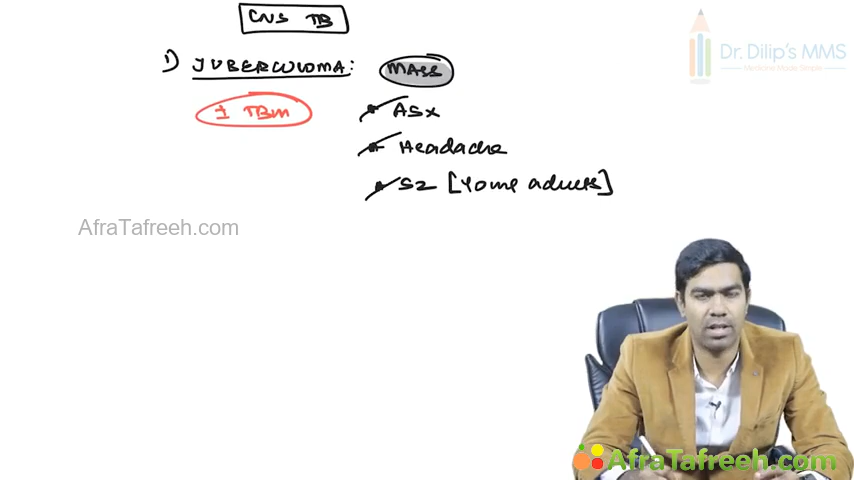 CNS TB
1) TUBERCULOMA: MASS
± TBM
ASx
Headache
SZ [Young adults]
Dr. Dilip's MMS
Medicine Made Simple
AfraTafreeh.com
AfraTafreeh.com